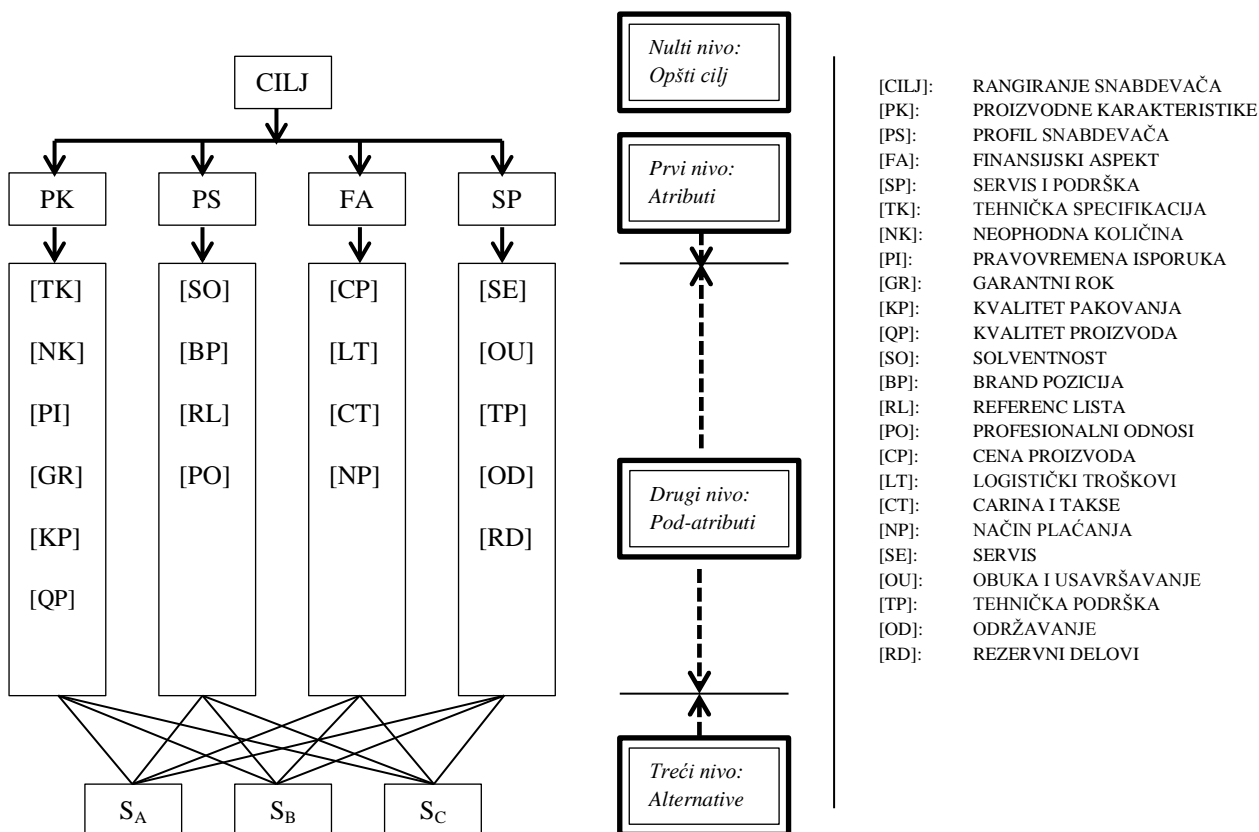 CILJ
PK PS FA SP
[TK] [SO] [CP] [SE]
[NK] [BP] [LT] [OU]
[PI] [RL] [CT] [TP]
[GR] [PO] [NP] [OD]
[KP] [RD]
[QP]
S_A S_B S_C
Nulti nivo:
Opšti cilj
Prvi nivo:
Atributi
Drugi nivo:
Pod-atributi
Treći nivo:
Alternative
[CILJ]: RANGIRANJE SNABDEVAČA
[PK]: PROIZVODNE KARAKTERISTIKE
[PS]: PROFIL SNABDEVAČA
[FA]: FINANSIJSKI ASPEKT
[SP]: SERVIS I PODRŠKA
[TK]: TEHNIČKA SPECIFIKACIJA
[NK]: NEOPHODNA KOLIČINA
[PI]: PRAVOVREMENA ISPORUKA
[GR]: GARANTNI ROK
[KP]: KVALITET PAKOVANJA
[QP]: KVALITET PROIZVODA
[SO]: SOLVENTNOST
[BP]: BRAND POZICIJA
[RL]: REFERENC LISTA
[PO]: PROFESIONALNI ODNOSI
[CP]: CENA PROIZVODA
[LT]: LOGISTIČKI TROŠKOVI
[CT]: CARINA I TAKSE
[NP]: NAČIN PLAĆANJA
[SE]: SERVIS
[OU]: OBUKA I USAVRŠAVANJE
[TP]: TEHNIČKA PODRŠKA
[OD]: ODRŽAVANJE
[RD]: REZERVNI DELOVI